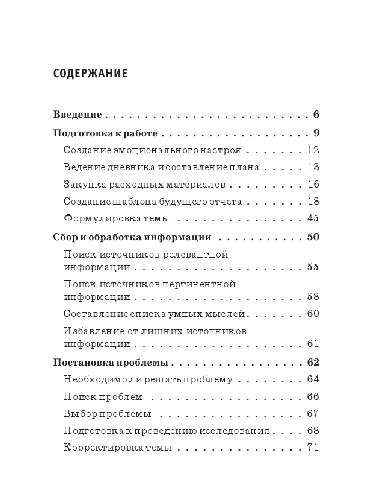 СОДЕРЖАНИЕ
Введение . . . . . . . . . . . . . . . . . . . . . . . . . . . 6
Подготовка к работе . . . . . . . . . . . . . . . . . . . 9
Создание эмоционального настроя . . . . . . . 12
Ведение дневника и составление плана . . . . . 13
Закупка расходных материалов . . . . . . . . . 16
Создание шаблона будущего отчета . . . . . . . 18
Формулировка темы . . . . . . . . . . . . . . . 45
Сбор и обработка информации . . . . . . . . . . 50
Поиск источников релевантной
информации . . . . . . . . . . . . . . . . . . . . 55
Поиск источников пертинентной
информации . . . . . . . . . . . . . . . . . . . . 58
Составление списка умных мыслей . . . . . . . 60
Избавление от лишних источников
информации . . . . . . . . . . . . . . . . . . . . 61
Постановка проблемы . . . . . . . . . . . . . . . . 62
Необходимо ли решать проблему . . . . . . . . 64
Поиск проблем . . . . . . . . . . . . . . . . . . 66
Выбор проблемы . . . . . . . . . . . . . . . . . 67
Подготовка к проведению исследования . . . . 68
Корректировка темы . . . . . . . . . . . . . . . 71